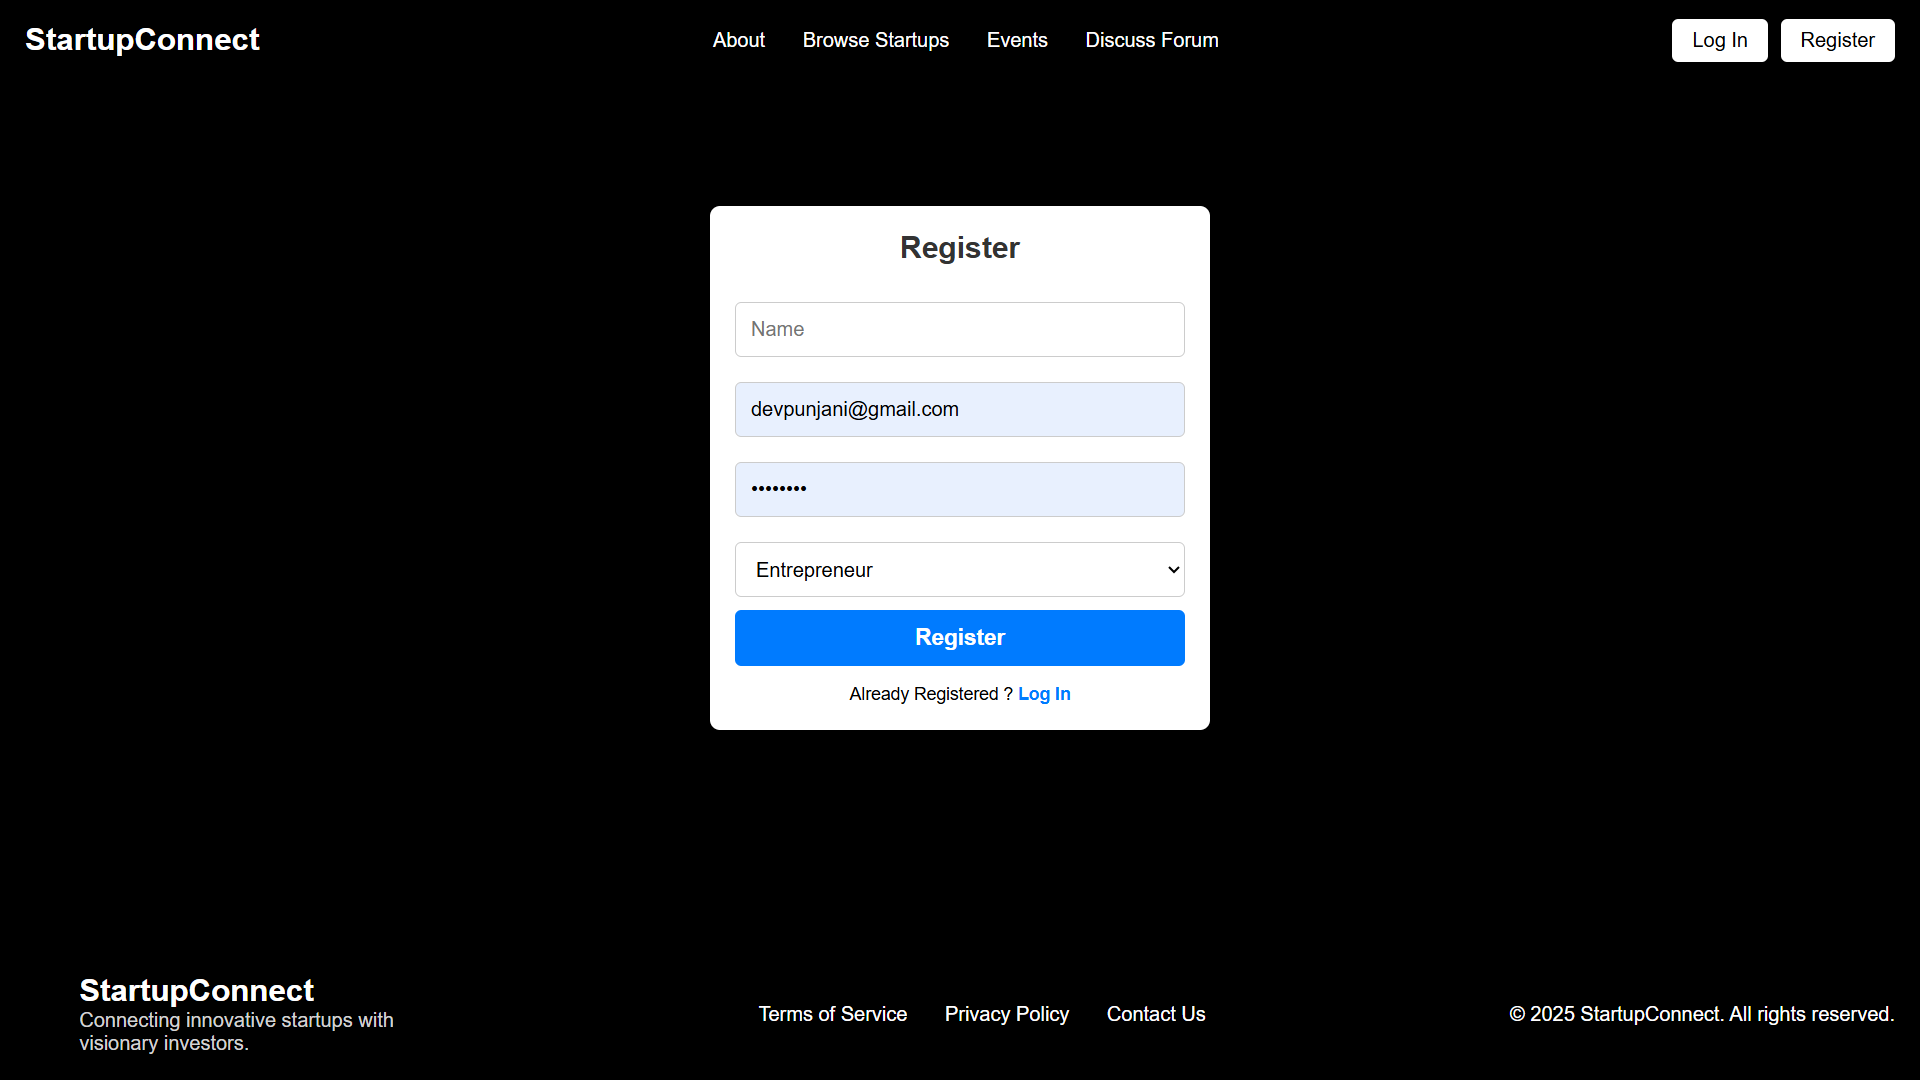 StartupConnect
About Browse Startups Events Discuss Forum
Log In Register
Register
Name
devpunjani@gmail.com
••••••••
Entrepreneur
Register
Already Registered ? Log In
StartupConnect
Connecting innovative startups with
visionary investors.
Terms of Service Privacy Policy Contact Us
© 2025 StartupConnect. All rights reserved.